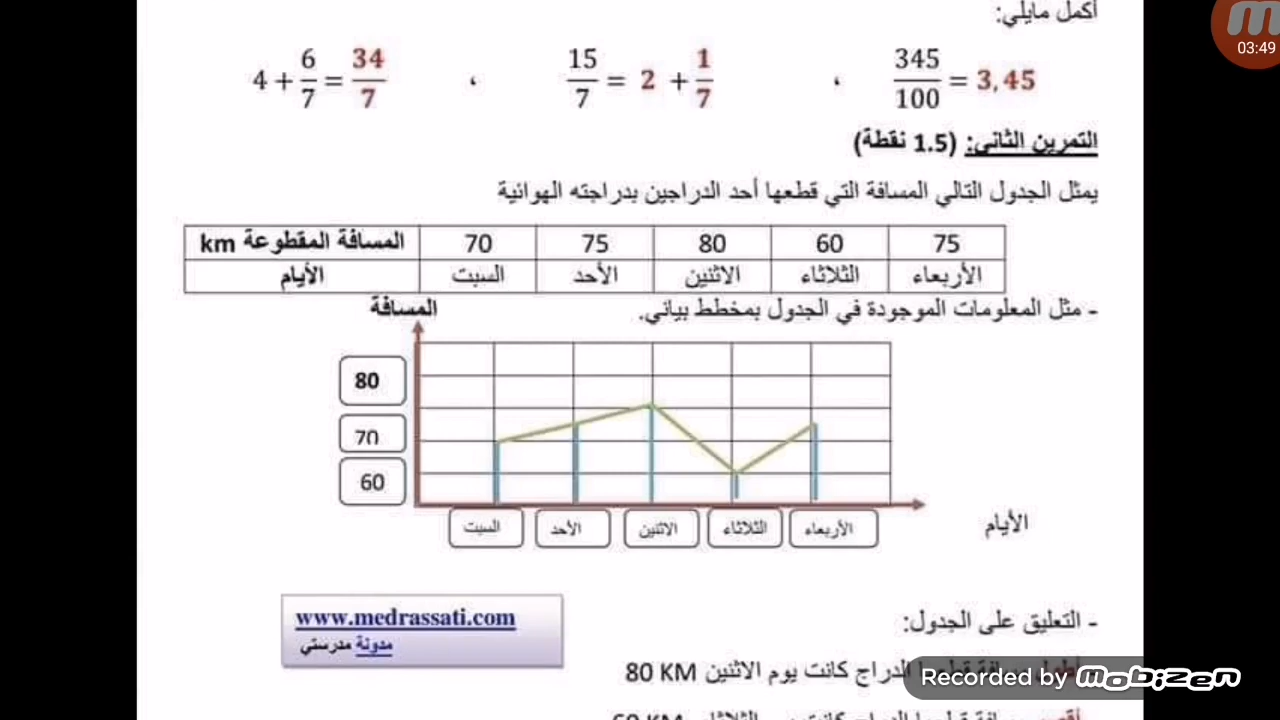 أكمل مايلي:
03:49
345/100 = 3,45 ، 15/7 = 2 + 1/7 ، 4 + 6/7 = 34/7
التمرين الثاني: (1.5 نقطة)
يمثل الجدول التالي المسافة التي قطعها أحد الدراجين بدراجته الهوائية
المسافة المقطوعة km 70 75 80 60 75
الأيام السبت الأحد الاثنين الثلاثاء الأربعاء
- مثل المعلومات الموجودة في الجدول بمخطط بياني.
المسافة
80
70
60
السبت الأحد الاثنين الثلاثاء الأربعاء
الأيام
www.medrassati.com
مدونة مدرستي
- التعليق على الجدول:
الدراج كانت يوم الاثنين 80 KM
Recorded by mobizen